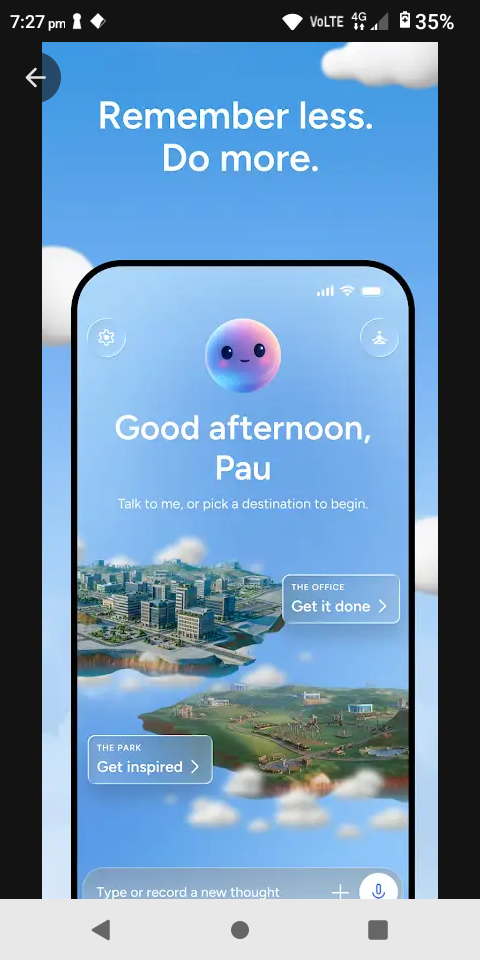 7:27 pm
VoLTE 4G 35%
Remember less.
Do more.
Good afternoon,
Pau
Talk to me, or pick a destination to begin.
THE OFFICE
Get it done
THE PARK
Get inspired
Type or record a new thought